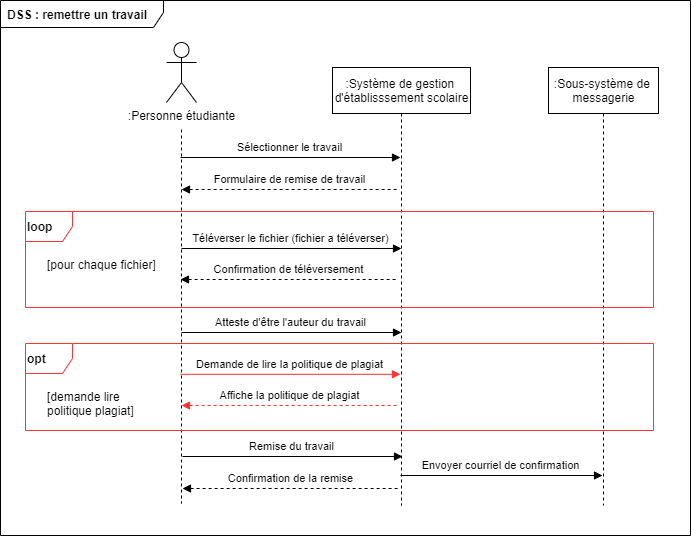 DSS : remettre un travail
:Système de gestion
d'établisssement scolaire
:Sous-système de
messagerie
:Personne étudiante
Sélectionner le travail
Formulaire de remise de travail
loop
Téléverser le fichier (fichier a téléverser)
[pour chaque fichier]
Confirmation de téléversement
Atteste d'être l'auteur du travail
opt
Demande de lire la politique de plagiat
[demande lire
politique plagiat]
Affiche la politique de plagiat
Remise du travail
Envoyer courriel de confirmation
Confirmation de la remise